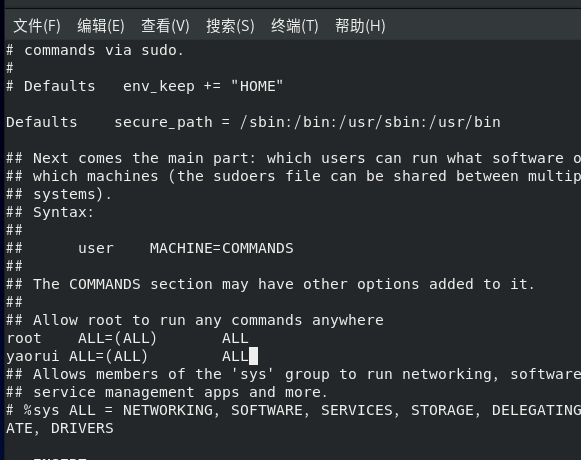 文件(F) 编辑(E) 查看(V) 搜索(S) 终端(T) 帮助(H)
# commands via sudo.
#
# Defaults   env_keep += "HOME"
Defaults    secure_path = /sbin:/bin:/usr/sbin:/usr/bin
## Next comes the main part: which users can run what software o
## which machines (the sudoers file can be shared between multip
## systems).
## Syntax:
##
##      user    MACHINE=COMMANDS
##
## The COMMANDS section may have other options added to it.
##
## Allow root to run any commands anywhere
root    ALL=(ALL)       ALL
yaorui ALL=(ALL)        ALL
## Allows members of the 'sys' group to run networking, software
## service management apps and more.
# %sys ALL = NETWORKING, SOFTWARE, SERVICES, STORAGE, DELEGATING
ATE, DRIVERS